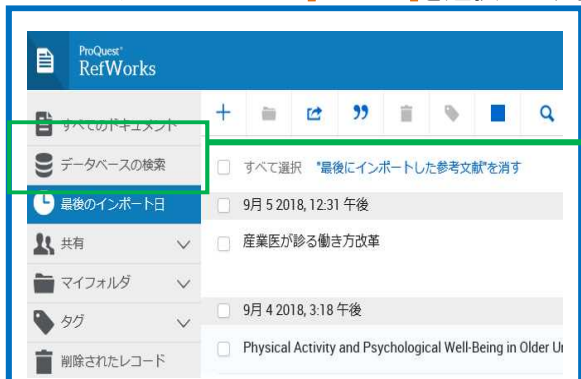 ProQuest
RefWorks
すべてのドキュメント
データベースの検索
最後のインポート日
共有
マイフォルダ
タグ
削除されたレコード
すべて選択 "最後にインポートした参考文献"を消す
9月 5 2018, 12:31 午後
産業医が診る働き方改革
9月 4 2018, 3:18 午後
Physical Activity and Psychological Well-Being in Older